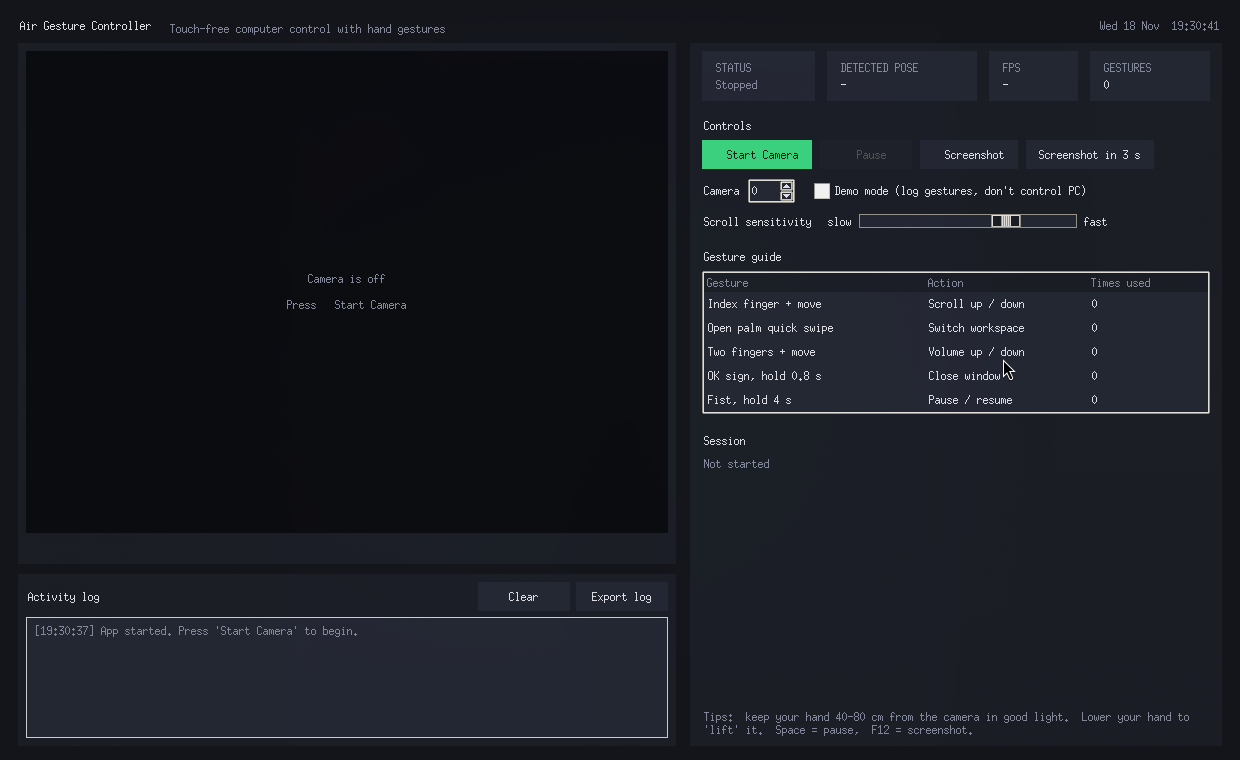 Air Gesture Controller Touch-free computer control with hand gestures Wed 18 Nov 19:30:41
Camera is off
Press Start Camera
Activity log Clear Export log
[19:30:37] App started. Press 'Start Camera' to begin.
STATUS DETECTED POSE FPS GESTURES
Stopped - - 0
Controls
Start Camera Pause Screenshot Screenshot in 3 s
Camera 0 Demo mode (log gestures, don't control PC)
Scroll sensitivity slow fast
Gesture guide
Gesture Action Times used
Index finger + move Scroll up / down 0
Open palm quick swipe Switch workspace 0
Two fingers + move Volume up / down 0
OK sign, hold 0.8 s Close window 0
Fist, hold 4 s Pause / resume 0
Session
Not started
Tips: keep your hand 40-80 cm from the camera in good light. Lower your hand to
'lift' it. Space = pause, F12 = screenshot.